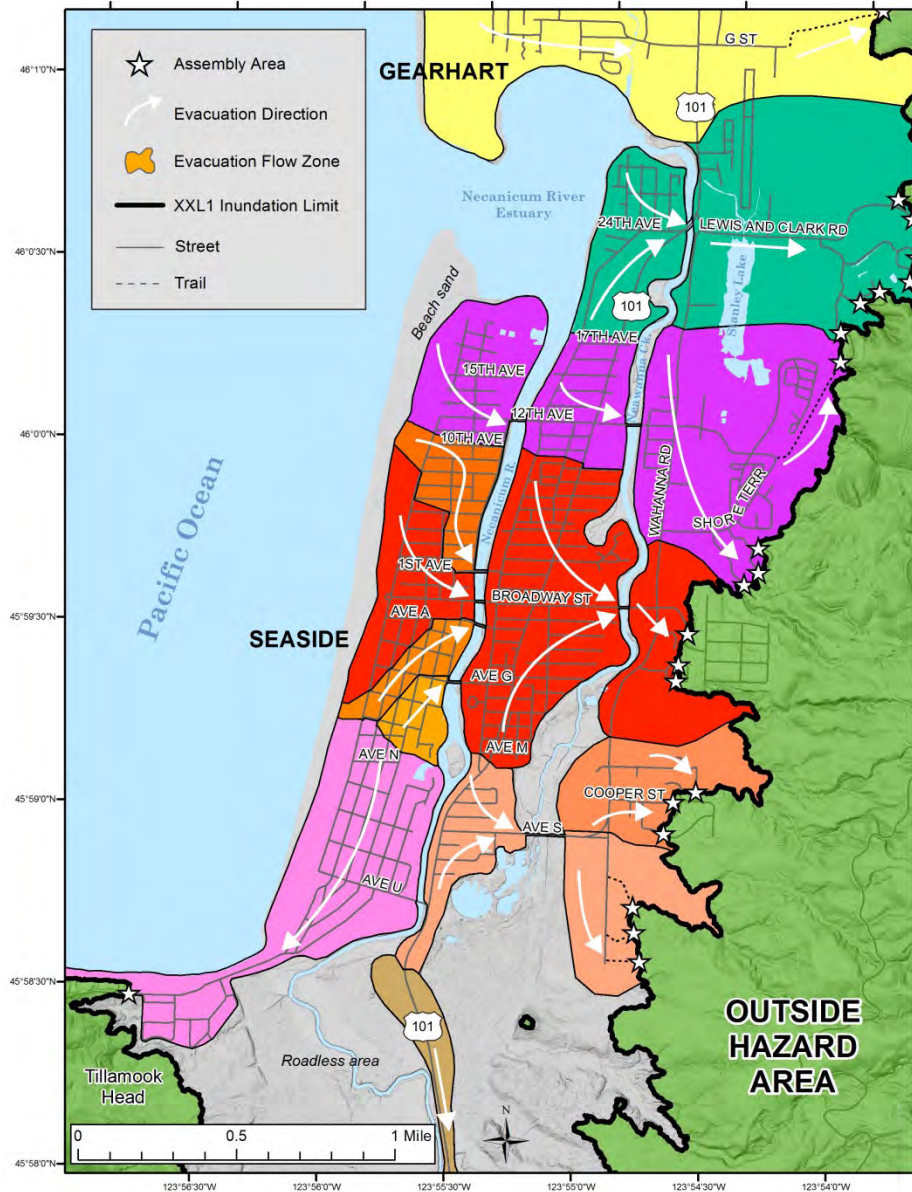 Assembly Area
Evacuation Direction
Evacuation Flow Zone
XXL1 Inundation Limit
Street
Trail
GEARHART
G ST
101
46°1'0"N
Necanicum River
Estuary
24TH AVE
LEWIS AND CLARK RD
46°0'30"N
Beach sand
101
Stanley Lake
17TH AVE
Neawanna Ck.
15TH AVE
12TH AVE
46°0'0"N
10TH AVE
Necanicum R.
WAHANNA RD
SHORE TERR
Pacific Ocean
1ST AVE
BROADWAY ST
45°59'30"N
AVE A
SEASIDE
AVE G
AVE M
AVE N
45°59'0"N
COOPER ST
AVE S
AVE U
45°58'30"N
OUTSIDE
HAZARD
AREA
101
Roadless area
Tillamook
Head
N
0 0.5 1 Mile
45°58'0"N
123°56'30"W 123°56'0"W 123°55'30"W 123°55'0"W 123°54'30"W 123°54'0"W